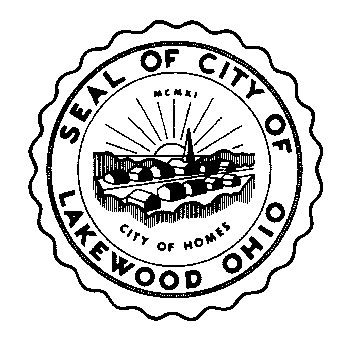 SEAL OF CITY OF
LAKEWOOD OHIO
MCMXI
CITY OF HOMES